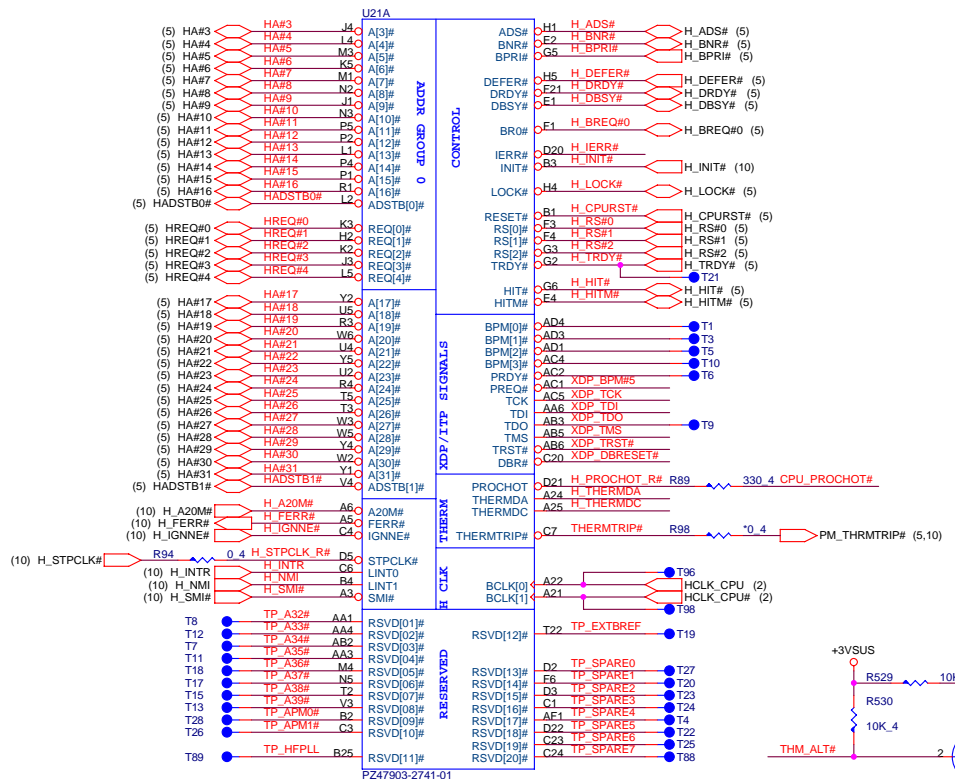 U21A
(5) HA#3 HA#3 J4 A[3]# ADS# H1 H_ADS# H_ADS# (5)
(5) HA#4 HA#4 L4 A[4]# BNR# E2 H_BNR# H_BNR# (5)
(5) HA#5 HA#5 M3 A[5]# BPRI# G5 H_BPRI# H_BPRI# (5)
(5) HA#6 HA#6 K5 A[6]#
(5) HA#7 HA#7 M1 A[7]# DEFER# H5 H_DEFER# H_DEFER# (5)
(5) HA#8 HA#8 N2 A[8]# DRDY# F21 H_DRDY# H_DRDY# (5)
(5) HA#9 HA#9 J1 A[9]# DBSY# E1 H_DBSY# H_DBSY# (5)
(5) HA#10 HA#10 N3 A[10]#
(5) HA#11 HA#11 P5 A[11]# BR0# F1 H_BREQ#0 H_BREQ#0 (5)
(5) HA#12 HA#12 P2 A[12]#
(5) HA#13 HA#13 L1 A[13]# IERR# D20 H_IERR#
(5) HA#14 HA#14 P4 A[14]# INIT# B3 H_INIT# H_INIT# (10)
(5) HA#15 HA#15 P1 A[15]#
(5) HA#16 HA#16 R1 A[16]# LOCK# H4 H_LOCK# H_LOCK# (5)
(5) HADSTB0# HADSTB0# L2 ADSTB[0]#
ADDR GROUP 0
CONTROL
RESET# B1 H_CPURST# H_CPURST# (5)
(5) HREQ#0 HREQ#0 K3 REQ[0]# RS[0]# F3 H_RS#0 H_RS#0 (5)
(5) HREQ#1 HREQ#1 H2 REQ[1]# RS[1]# F4 H_RS#1 H_RS#1 (5)
(5) HREQ#2 HREQ#2 K2 REQ[2]# RS[2]# G3 H_RS#2 H_RS#2 (5)
(5) HREQ#3 HREQ#3 J3 REQ[3]# TRDY# G2 H_TRDY# H_TRDY# (5)
(5) HREQ#4 HREQ#4 L5 REQ[4]# T21
HIT# G6 H_HIT# H_HIT# (5)
(5) HA#17 HA#17 Y2 A[17]# HITM# E4 H_HITM# H_HITM# (5)
(5) HA#18 HA#18 U5 A[18]#
(5) HA#19 HA#19 R3 A[19]# BPM[0]# AD4 T1
(5) HA#20 HA#20 W6 A[20]# BPM[1]# AD3 T3
(5) HA#21 HA#21 U4 A[21]# BPM[2]# AD1 T5
(5) HA#22 HA#22 Y5 A[22]# BPM[3]# AC4 T10
(5) HA#23 HA#23 U2 A[23]# PRDY# AC2 T6
(5) HA#24 HA#24 R4 A[24]# PREQ# AC1 XDP_BPM#5
(5) HA#25 HA#25 T5 A[25]# TCK AC5 XDP_TCK
(5) HA#26 HA#26 T3 A[26]# TDI AA6 XDP_TDI
(5) HA#27 HA#27 W3 A[27]# TDO AB3 XDP_TDO T9
(5) HA#28 HA#28 W5 A[28]# TMS AB5 XDP_TMS
(5) HA#29 HA#29 Y4 A[29]# TRST# AB6 XDP_TRST#
(5) HA#30 HA#30 W2 A[30]# DBR# C20 XDP_DBRESET#
(5) HA#31 HA#31 Y1 A[31]#
(5) HADSTB1# HADSTB1# V4 ADSTB[1]# PROCHOT D21 H_PROCHOT_R# R89 330_4 CPU_PROCHOT#
XDP/ITP SIGNALS
THERMDA A24 H_THERMDA
(10) H_A20M# H_A20M# A6 A20M# THERMDC A25 H_THERMDC
(10) H_FERR# H_FERR# A5 FERR#
(10) H_IGNNE# H_IGNNE# C4 IGNNE# THERMTRIP# C7 THERMTRIP# R98 *0_4 PM_THRMTRIP# (5,10)
THERM
(10) H_STPCLK# R94 0_4 H_STPCLK_R# D5 STPCLK#
(10) H_INTR H_INTR C6 LINT0 T96
(10) H_NMI H_NMI B4 LINT1 BCLK[0] A22 HCLK_CPU (2)
(10) H_SMI# H_SMI# A3 SMI# BCLK[1] A21 HCLK_CPU# (2)
H CLK
T98
T8 TP_A32# AA1 RSVD[01]#
T12 TP_A33# AA4 RSVD[02]# RSVD[12]# T22 TP_EXTBREF T19
T7 TP_A34# AB2 RSVD[03]#
T11 TP_A35# AA3 RSVD[04]#
T18 TP_A36# M4 RSVD[05]# RSVD[13]# D2 TP_SPARE0 T27
T17 TP_A37# N5 RSVD[06]# RSVD[14]# F6 TP_SPARE1 T20
T15 TP_A38# T2 RSVD[07]# RSVD[15]# D3 TP_SPARE2 T23
T13 TP_A39# V3 RSVD[08]# RSVD[16]# C1 TP_SPARE3 T24
T28 TP_APM0# B2 RSVD[09]# RSVD[17]# AF1 TP_SPARE4 T4
T26 TP_APM1# C3 RSVD[10]# RSVD[18]# D22 TP_SPARE5 T22
RSVD[19]# C23 TP_SPARE6 T25
T89 TP_HFPLL B25 RSVD[11]# RSVD[20]# C24 TP_SPARE7 T88
RESERVED
PZ47903-2741-01
+3VSUS
R529 10K
R530
10K_4
THM_ALT# 2